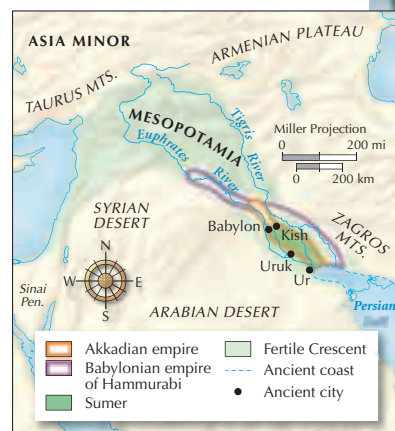 ASIA MINOR
ARMENIAN PLATEAU
TAURUS MTS.
MESOPOTAMIA
Tigris
River
Euphrates
River
Miller Projection
0 200 mi
0 200 km
SYRIAN
DESERT
Babylon
Kish
ZAGROS
MTS.
Uruk
Ur
N
W
E
S
Sinai
Pen.
ARABIAN DESERT
Persian
Akkadian empire
Babylonian empire
of Hammurabi
Sumer
Fertile Crescent
Ancient coast
Ancient city